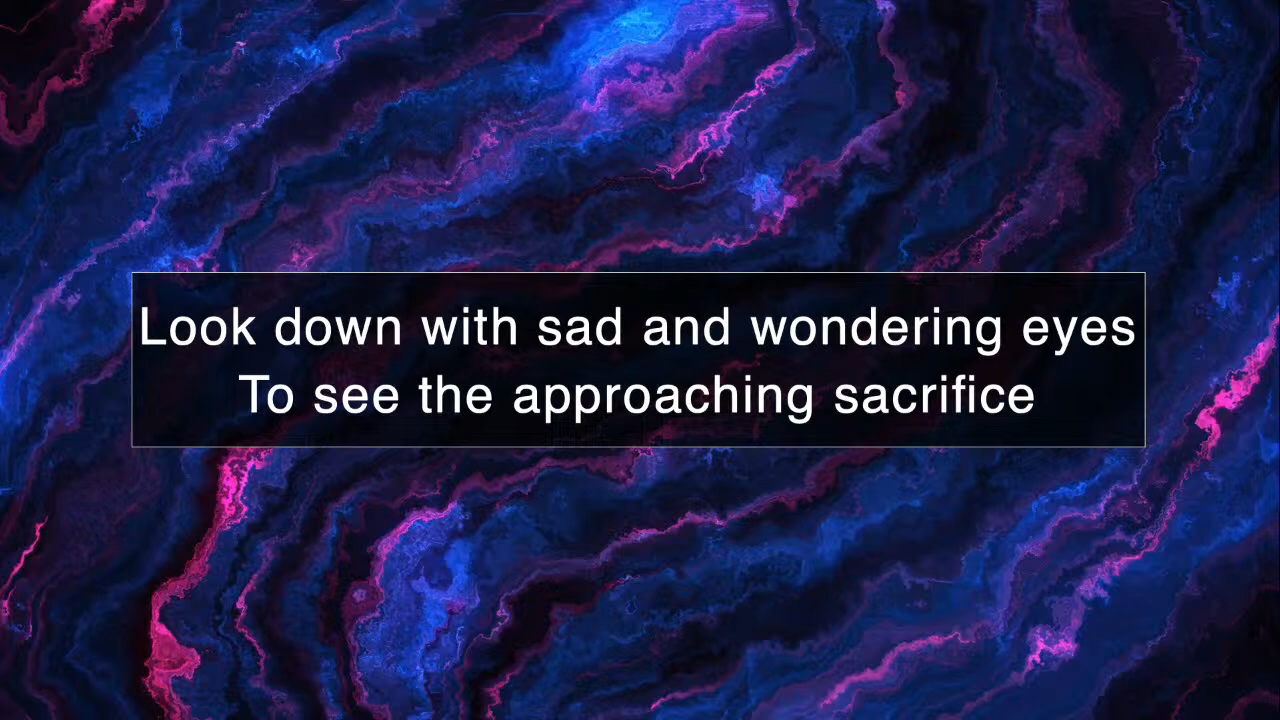 Look down with sad and wondering eyes
To see the approaching sacrifice